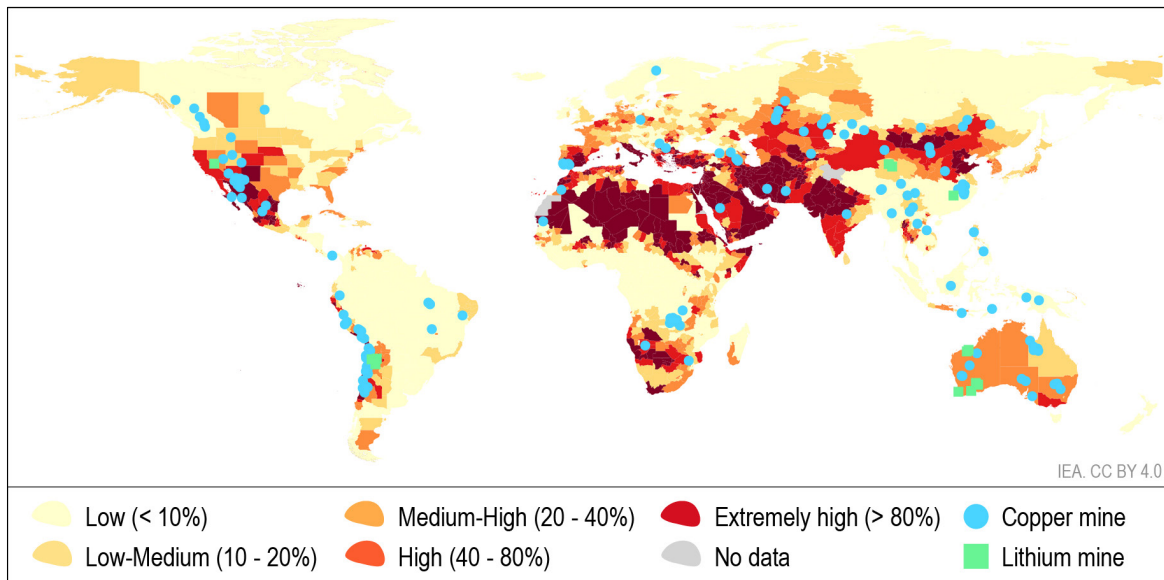 IEA. CC BY 4.0
Low (< 10%)
Medium-High (20 - 40%)
Extremely high (> 80%)
Copper mine
Low-Medium (10 - 20%)
High (40 - 80%)
No data
Lithium mine